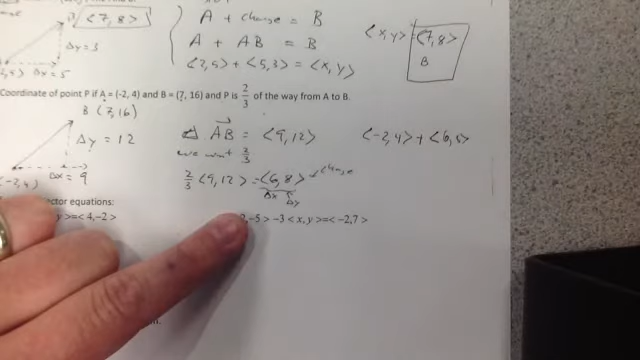 B <7,8>
Δy = 3
Δx = 5
A + change = B
A + AB = B
<2,5> + <5,3> = <x,y>
<x,y> = <7,8>
B
Coordinate of point P if A = (-2, 4) and B = (7, 16) and P is 2/3 of the way from A to B.
B (7,16)
Δy = 12
Δx = 9
(-2,4)
AB = <9,12>
we want 2/3
2/3 <9,12> = <6,8> ← change
Δx Δy
<-2,4> + <6,8>
ctor equations:
y >=< 4,-2 >
,-5 > -3 < x, y >=< -2,7 >